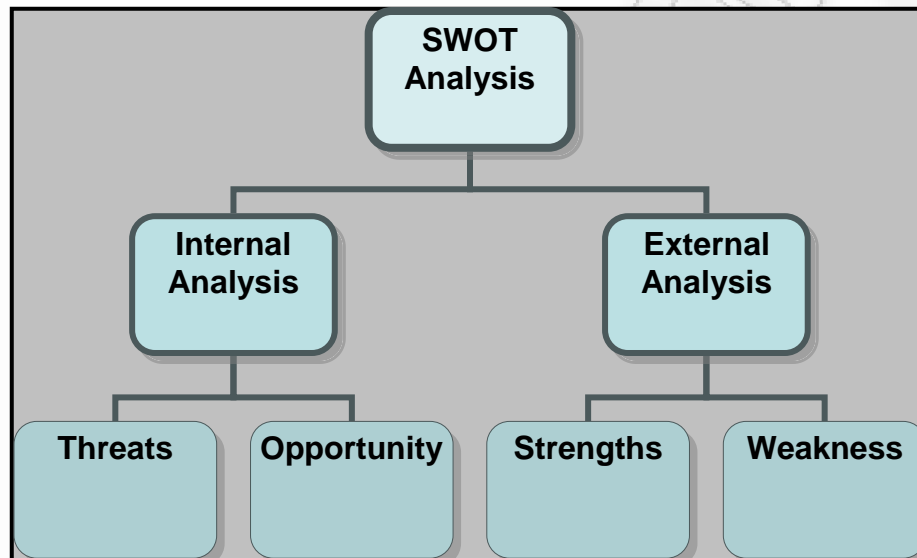 SWOT
Analysis
Internal
Analysis
External
Analysis
Threats
Opportunity
Strengths
Weakness